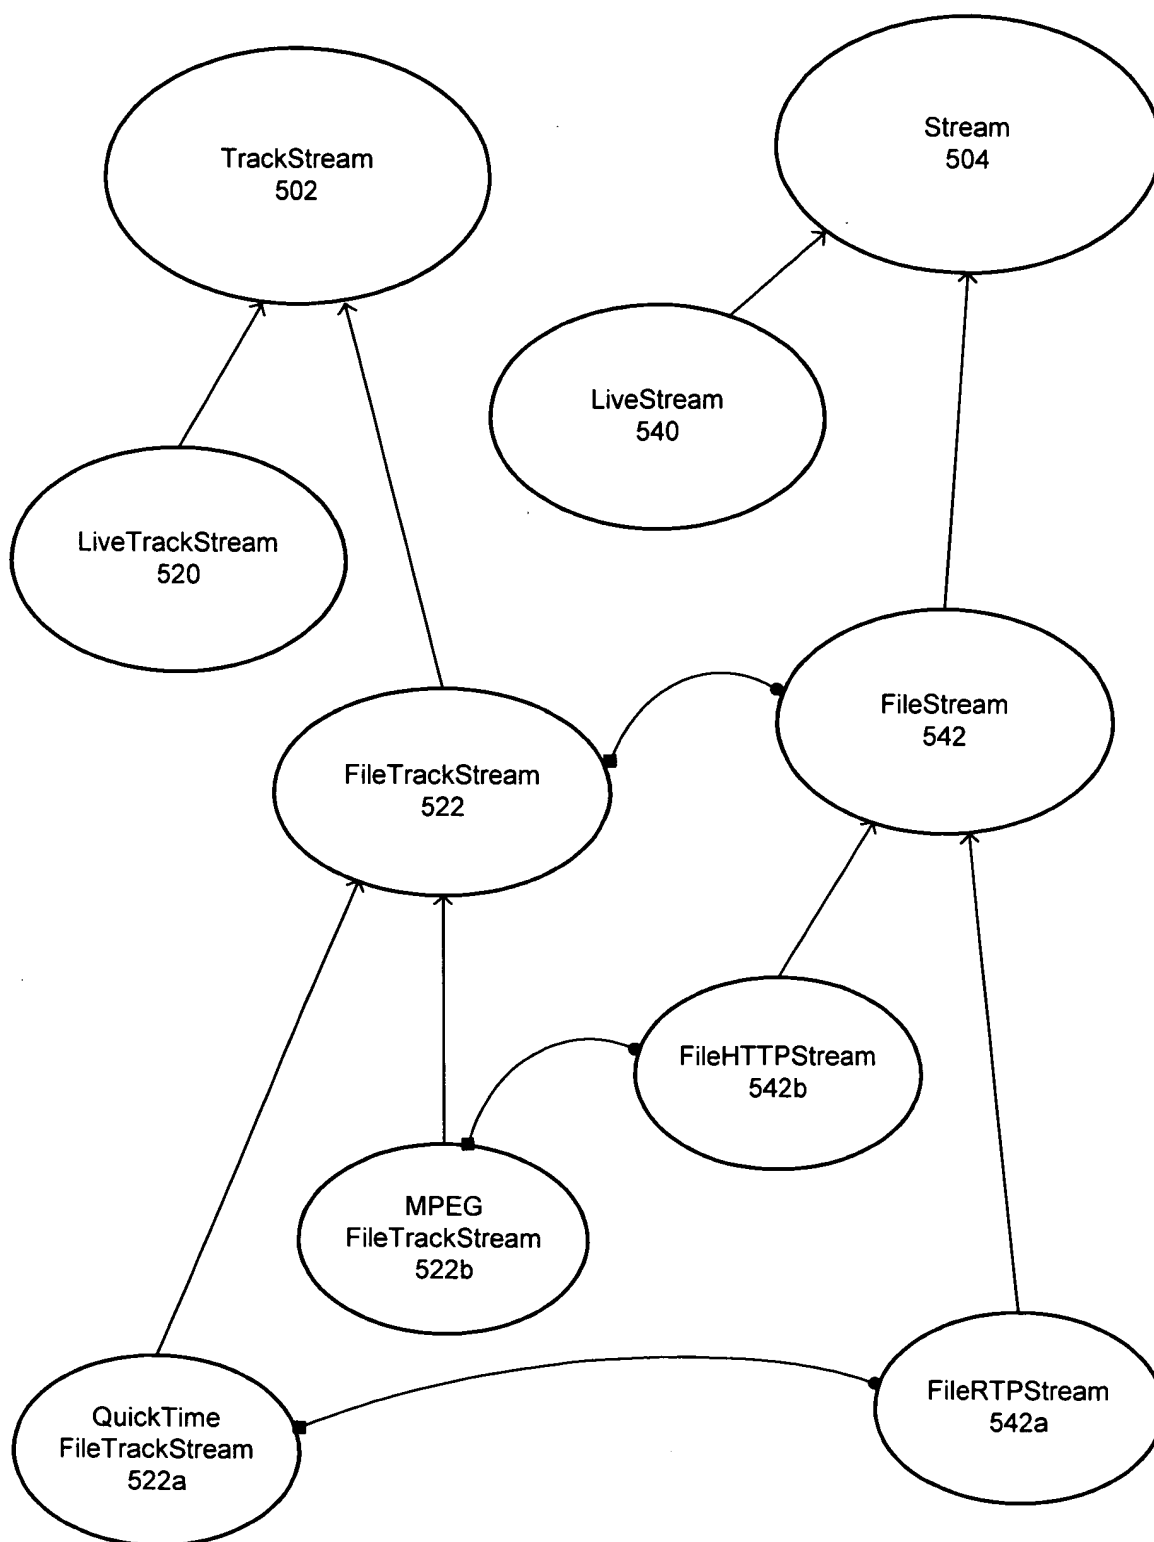 TrackStream
502
Stream
504
LiveStream
540
LiveTrackStream
520
FileStream
542
FileTrackStream
522
FileHTTPStream
542b
MPEG
FileTrackStream
522b
FileRTPStream
542a
QuickTime
FileTrackStream
522a